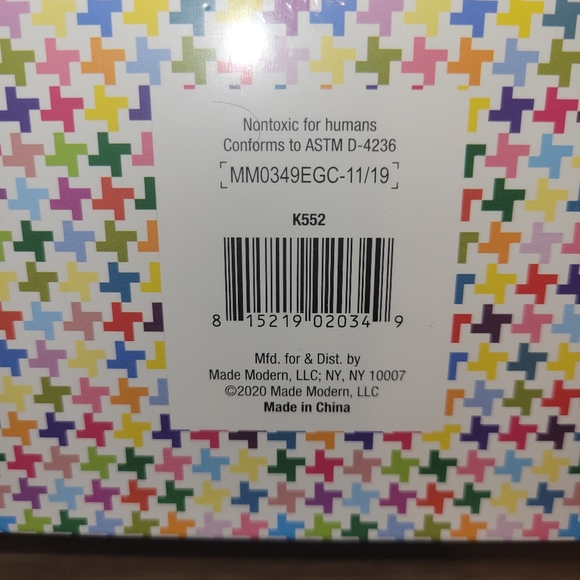 Nontoxic for humans
Conforms to ASTM D-4236
MM0349EGC-11/19
K552
8 15219 02034 9
Mfd. for & Dist. by
Made Modern, LLC; NY, NY 10007
©2020 Made Modern, LLC
Made in China